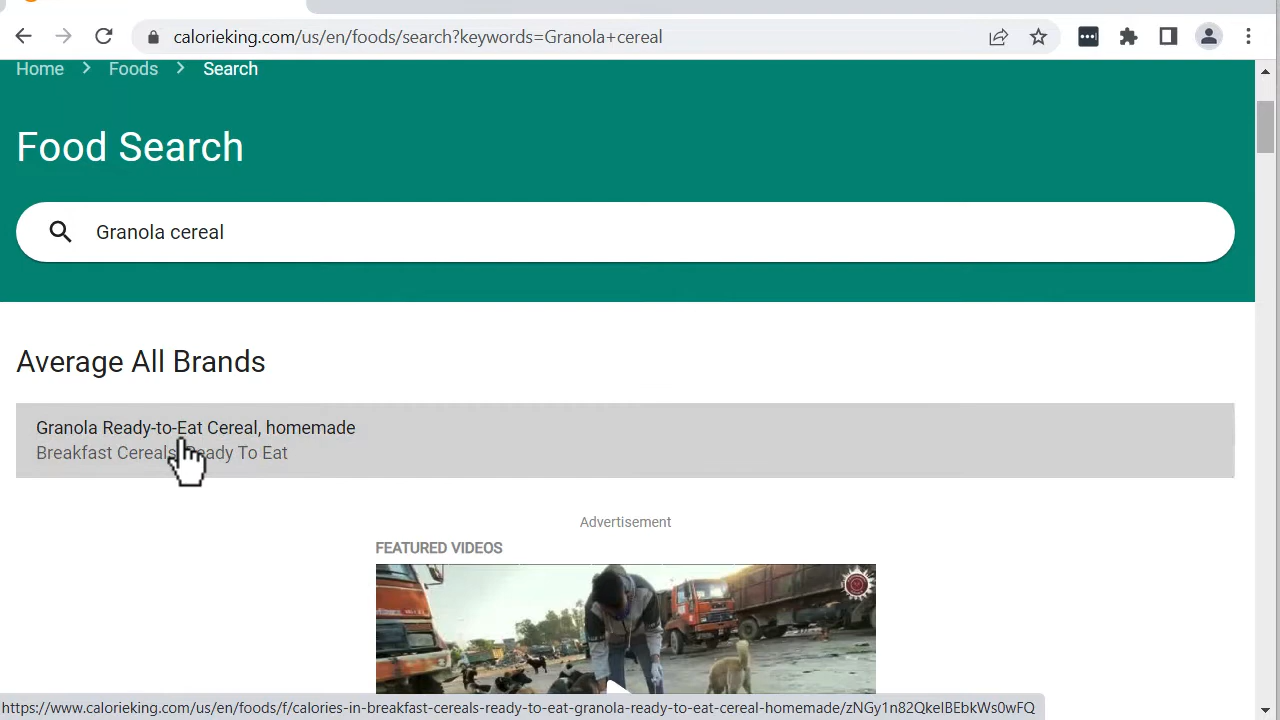 calorieking.com/us/en/foods/search?keywords=Granola+cereal
Home > Foods > Search
Food Search
Granola cereal
Average All Brands
Granola Ready-to-Eat Cereal, homemade
Breakfast Cereals, Ready To Eat
Advertisement
FEATURED VIDEOS
https://www.calorieking.com/us/en/foods/f/calories-in-breakfast-cereals-ready-to-eat-granola-ready-to-eat-cereal-homemade/zNGy1n82QkelBEbkWs0wFQ